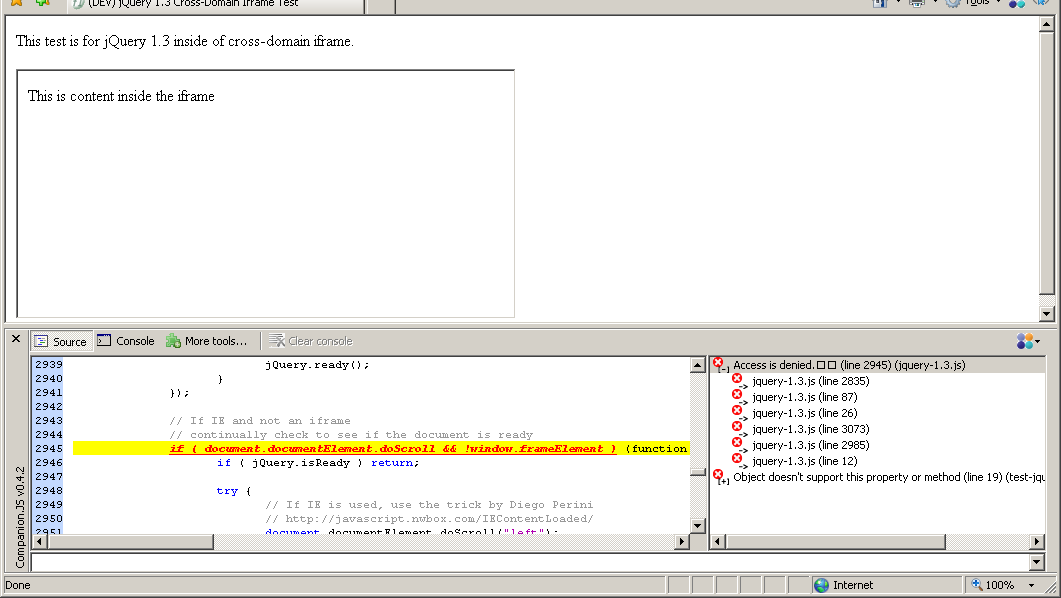 (DEV) jQuery 1.3 Cross-Domain Iframe Test
Tools
This test is for jQuery 1.3 inside of cross-domain iframe.
This is content inside the iframe
Source
Console
More tools...
Clear console
Companion.JS v0.4.2
2939 jQuery.ready();
2940 }
2941 });
2942
2943 // If IE and not an iframe
2944 // continually check to see if the document is ready
2945 if ( document.documentElement.doScroll && !window.frameElement ) (function
2946 if ( jQuery.isReady ) return;
2947
2948 try {
2949 // If IE is used, use the trick by Diego Perini
2950 // http://javascript.nwbox.com/IEContentLoaded/
2951 document.documentElement.doScroll("left");
Access is denied.□□ (line 2945) (jquery-1.3.js)
jquery-1.3.js (line 2835)
jquery-1.3.js (line 87)
jquery-1.3.js (line 26)
jquery-1.3.js (line 3073)
jquery-1.3.js (line 2985)
jquery-1.3.js (line 12)
Object doesn't support this property or method (line 19) (test-jqu
Done
Internet
100%